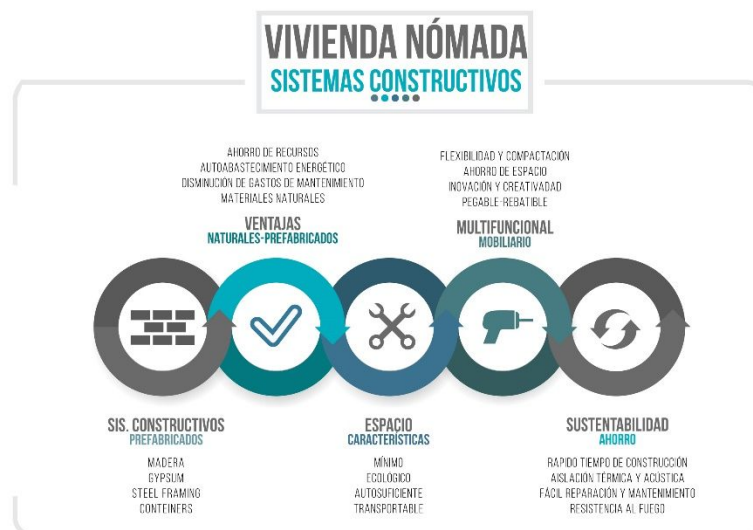 VIVIENDA NÓMADA
SISTEMAS CONSTRUCTIVOS
AHORRO DE RECURSOS
AUTOABASTECIMIENTO ENERGÉTICO
DISMINUCIÓN DE GASTOS DE MANTENIMIENTO
MATERIALES NATURALES
VENTAJAS
NATURALES-PREFABRICADOS
FLEXIBILIDAD Y COMPACTACIÓN
AHORRO DE ESPACIO
INOVACIÓN Y CREATIVADAD
PEGABLE-REBATIBLE
MULTIFUNCIONAL
MOBILIARIO
SIS. CONSTRUCTIVOS
PREFABRICADOS
MADERA
GYPSUM
STEEL FRAMING
CONTEINERS
ESPACIO
CARACTERÍSTICAS
MÍNIMO
ECOLÓGICO
AUTOSUFICIENTE
TRANSPORTABLE
SUSTENTABILIDAD
AHORRO
RAPIDO TIEMPO DE CONSTRUCCIÓN
AISLACIÓN TÉRMICA Y ACÚSTICA
FÁCIL REPARACIÓN Y MANTENIMIENTO
RESISTENCIA AL FUEGO